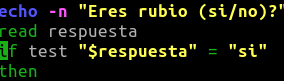 echo -n "Eres rubio (si/no)?"
read respuesta
if test "$respuesta" = "si"
then